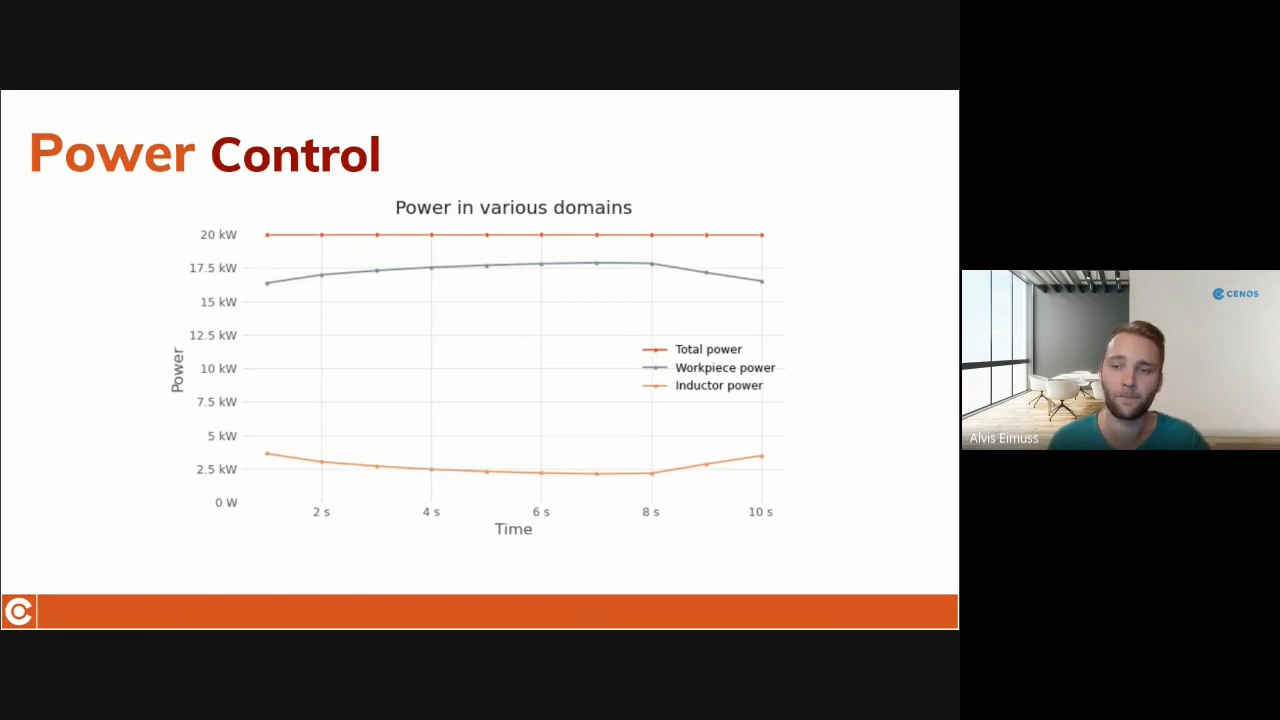 Power Control
Power in various domains
20 kW
17.5 kW
15 kW
12.5 kW
10 kW
7.5 kW
5 kW
2.5 kW
0 W
Power
Total power
Workpiece power
Inductor power
2 s
4 s
6 s
8 s
10 s
Time
CENOS
Alvis Eimuss